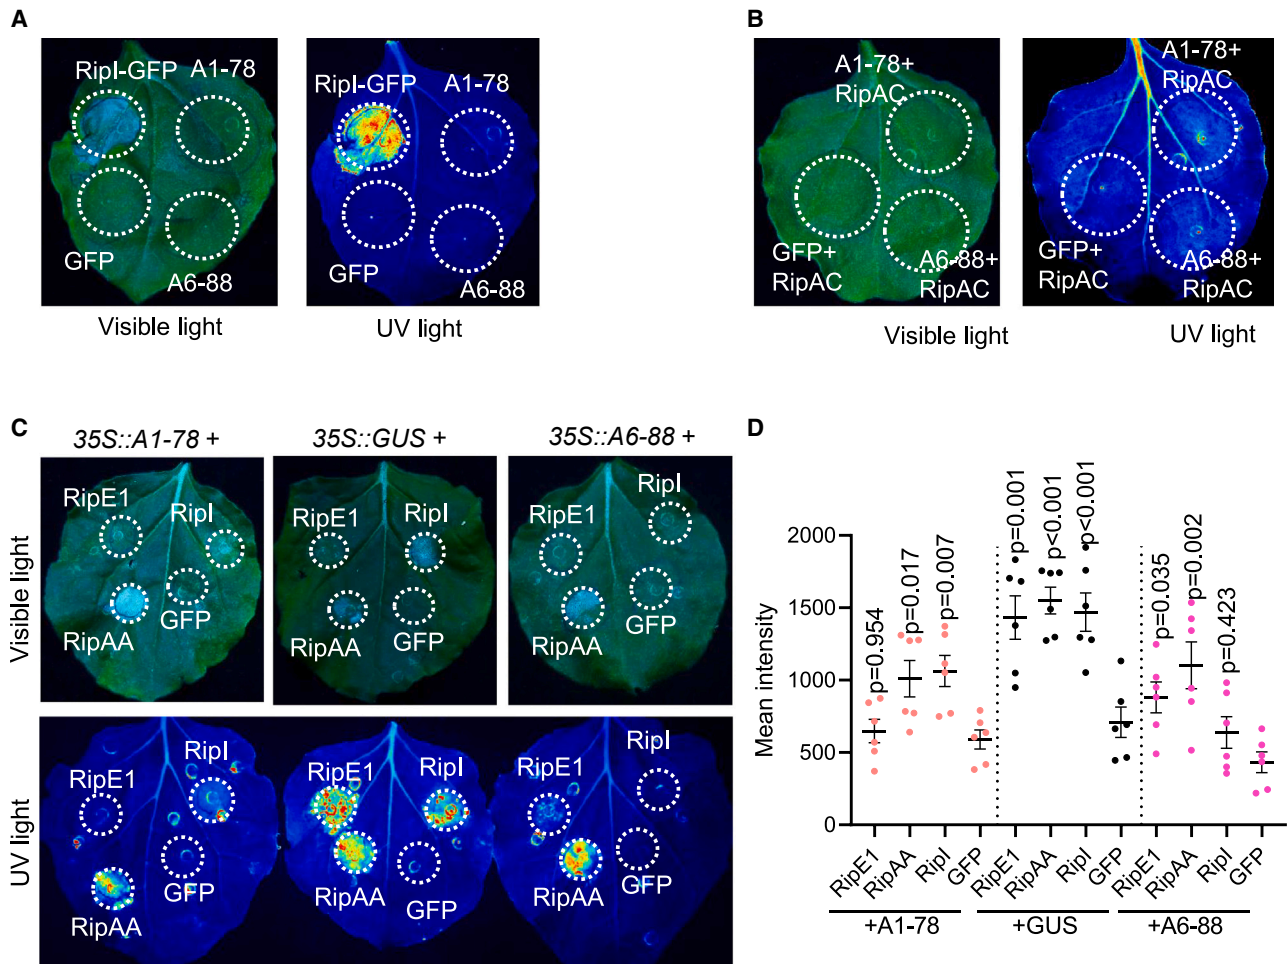 A
RipI-GFP
A1-78
GFP
A6-88
Visible light
RipI-GFP
A1-78
GFP
A6-88
UV light
B
A1-78+
RipAC
GFP+
RipAC
A6-88+
RipAC
Visible light
A1-78+
RipAC
GFP+
RipAC
A6-88+
RipAC
UV light
C
35S::A1-78 +
35S::GUS +
35S::A6-88 +
Visible light
RipE1
RipI
RipAA
GFP
RipE1
RipI
RipAA
GFP
RipE1
RipI
RipAA
GFP
UV light
RipE1
RipI
RipAA
GFP
RipE1
RipI
RipAA
GFP
RipE1
RipI
RipAA
GFP
D
Mean intensity
2000
1500
1000
500
0
p=0.954
p=0.017
p=0.007
p=0.001
p<0.001
p<0.001
p=0.035
p=0.002
p=0.423
RipE1
RipAA
RipI
GFP
RipE1
RipAA
RipI
GFP
RipE1
RipAA
RipI
GFP
+A1-78
+GUS
+A6-88